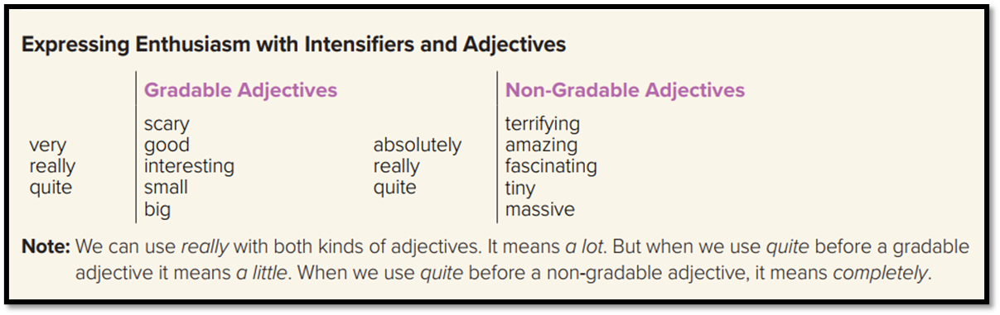 Expressing Enthusiasm with Intensifiers and Adjectives
Gradable Adjectives Non-Gradable Adjectives
scary terrifying
very good absolutely amazing
really interesting really fascinating
quite small quite tiny
big massive
Note: We can use really with both kinds of adjectives. It means a lot. But when we use quite before a gradable
adjective it means a little. When we use quite before a non-gradable adjective, it means completely.